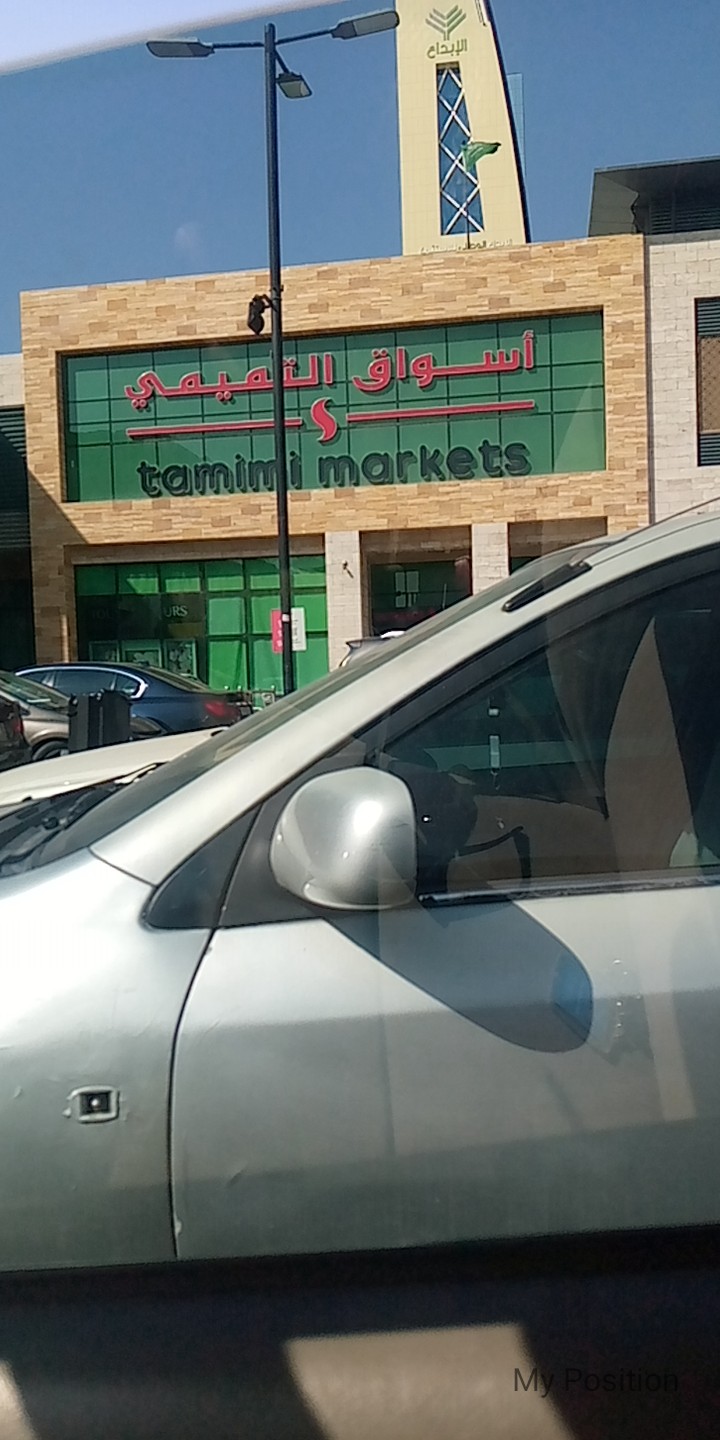 الإبداع
أسواق التميمي
tamimi markets
My Position